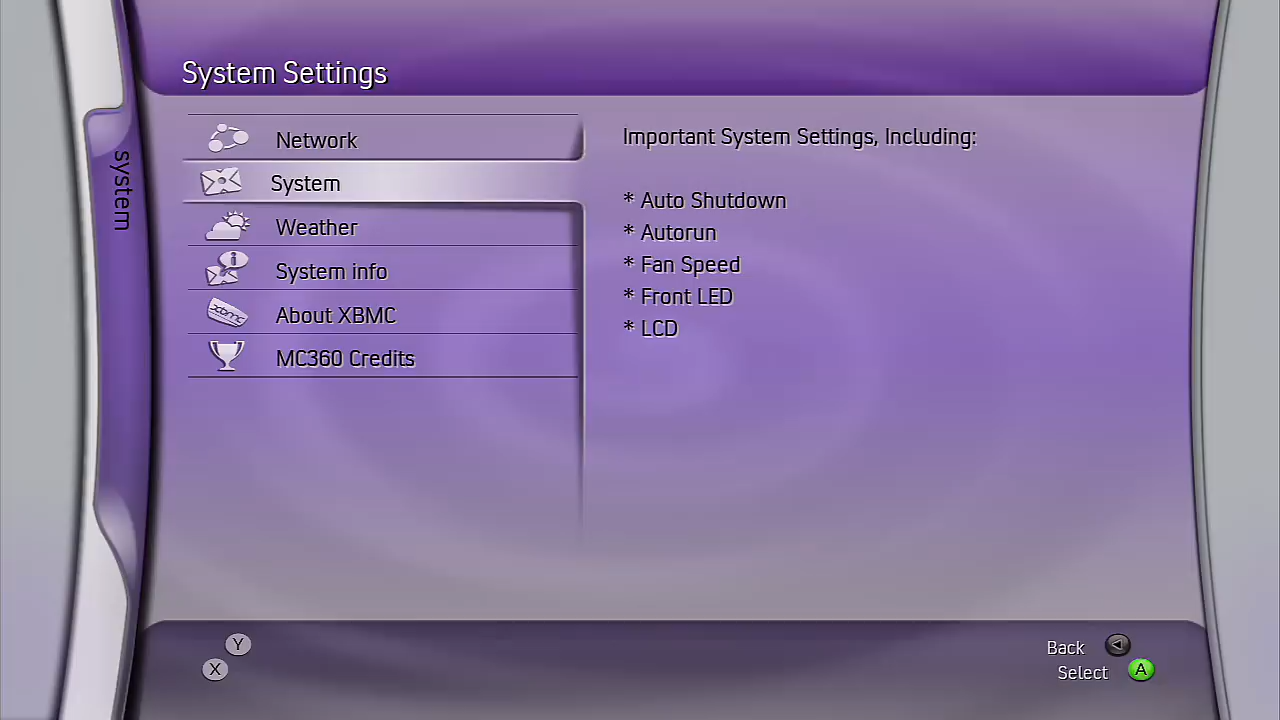 System Settings
system
Network
System
Weather
System info
About XBMC
MC360 Credits
Important System Settings, Including:
* Auto Shutdown
* Autorun
* Fan Speed
* Front LED
* LCD
Y
X
Back
Select A